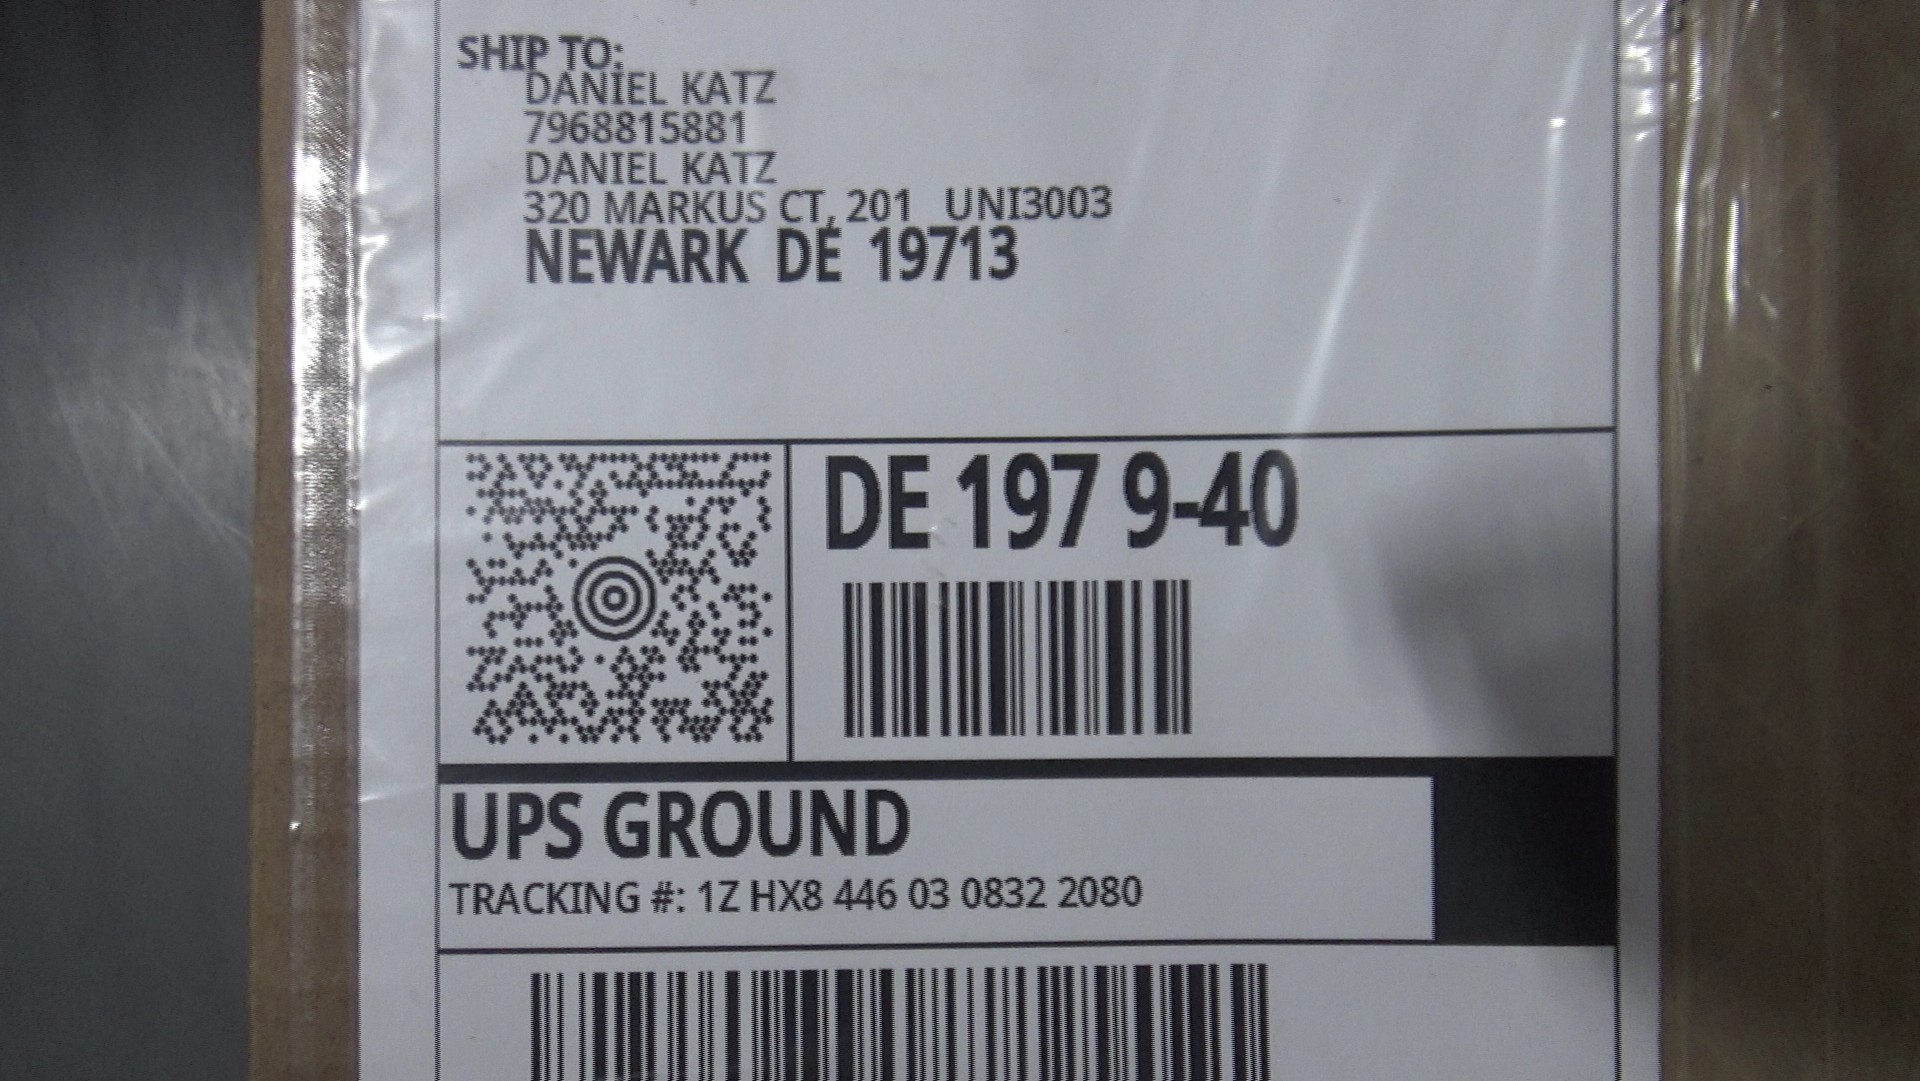 SHIP TO:
DANIEL KATZ
7968815881
DANIEL KATZ
320 MARKUS CT, 201 UNI3003
NEWARK DE 19713
DE 197 9-40
UPS GROUND
TRACKING #: 1Z HX8 446 03 0832 2080